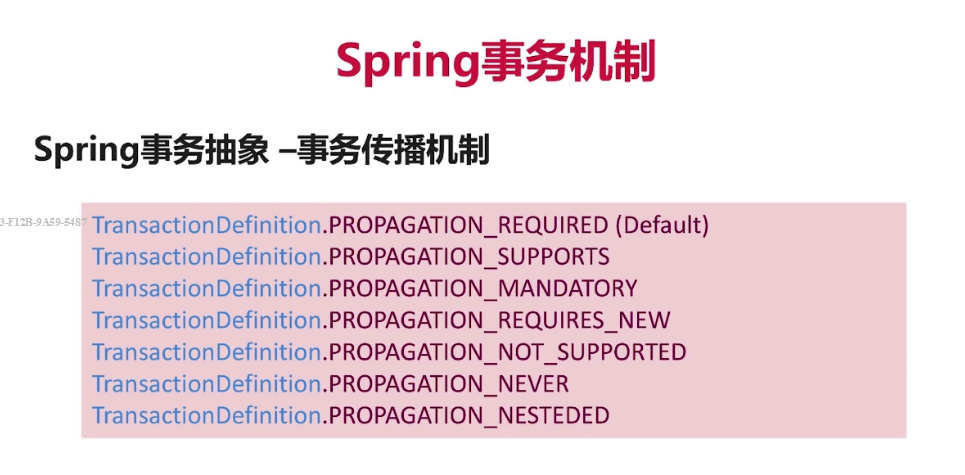 Spring事务机制
Spring事务抽象 –事务传播机制
3-F12B-9A59-5487
TransactionDefinition.PROPAGATION_REQUIRED (Default)
TransactionDefinition.PROPAGATION_SUPPORTS
TransactionDefinition.PROPAGATION_MANDATORY
TransactionDefinition.PROPAGATION_REQUIRES_NEW
TransactionDefinition.PROPAGATION_NOT_SUPPORTED
TransactionDefinition.PROPAGATION_NEVER
TransactionDefinition.PROPAGATION_NESTEDED